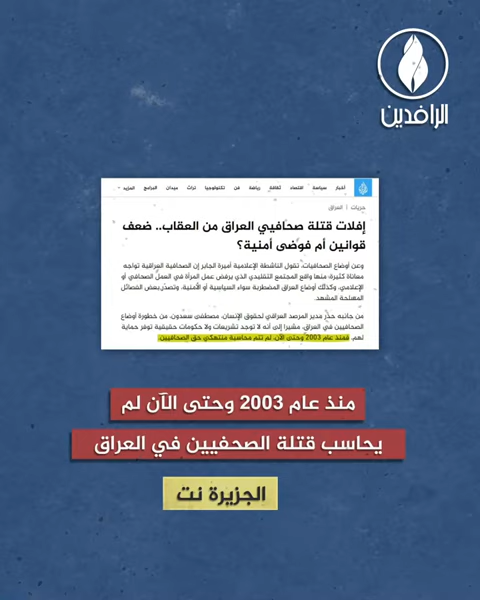 الرافدين
أخبار سياسة اقتصاد ثقافة رياضة فن تكنولوجيا تراث ميدان البرامج المزيد
حريات | العراق
إفلات قتلة صحافيي العراق من العقاب.. ضعف
قوانين أم فوضى أمنية؟
وعن أوضاع الصحافيات، تقول الناشطة الإعلامية أميرة الجابر إن الصحافية العراقية تواجه
معاناة كثيرة؛ منها واقع المجتمع التقليدي الذي يرفض عمل المرأة في العمل الصحافي أو
الإعلامي، وكذلك أوضاع العراق المضطربة سواء السياسية أو الأمنية، وتصدّر بعض الفصائل
المسلحة المشهد.
من جانبه حذر مدير المرصد العراقي لحقوق الإنسان، مصطفى سعدون، من خطورة أوضاع
الصحافيين في العراق، مشيرا إلى أنه لا توجد تشريعات ولا حكومات حقيقية توفر حماية
لهم، فمنذ عام 2003 وحتى الآن، لم تتم محاسبة منتهكي حق الصحافيين.
منذ عام 2003 وحتى الآن لم
يحاسب قتلة الصحفيين في العراق
الجزيرة نت